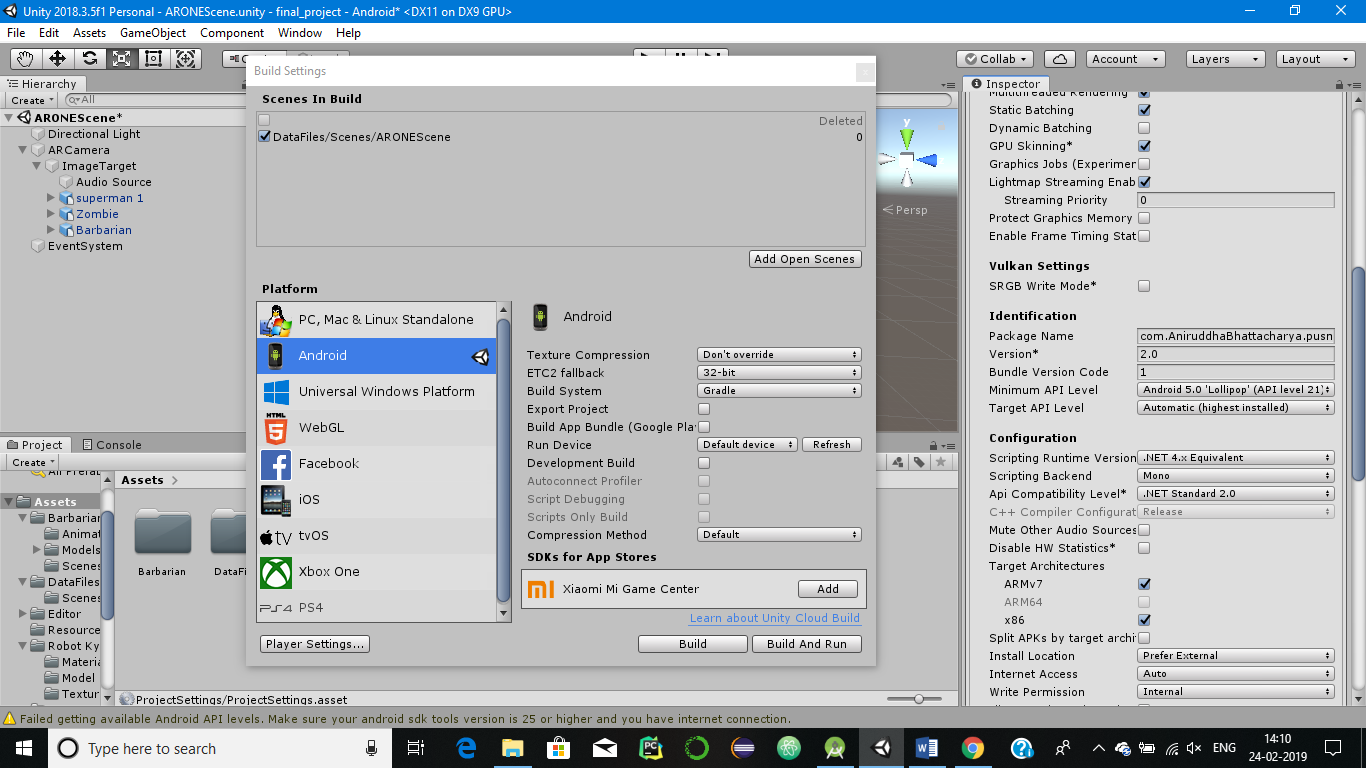 Unity 2018.3.5f1 Personal - ARONEScene.unity - final_project - Android* <DX11 on DX9 GPU>
File Edit Assets GameObject Component Window Help
Collab
Account
Layers
Layout
Hierarchy
Create
All
ARONEScene*
Directional Light
ARCamera
ImageTarget
Audio Source
superman 1
Zombie
Barbarian
EventSystem
Build Settings
Scenes In Build
Deleted
DataFiles/Scenes/ARONEScene 0
Add Open Scenes
Platform
PC, Mac & Linux Standalone
Android
Universal Windows Platform
HTML
WebGL
Facebook
iOS
tv tvOS
Xbox One
PS4
Player Settings...
Android
Texture Compression Don't override
ETC2 fallback 32-bit
Build System Gradle
Export Project
Build App Bundle (Google Pla
Run Device Default device Refresh
Development Build
Autoconnect Profiler
Script Debugging
Scripts Only Build
Compression Method Default
SDKs for App Stores
Xiaomi Mi Game Center Add
Learn about Unity Cloud Build
Build
Build And Run
y
Persp
Project
Console
Create
Assets
Barbarian
Animat
Models
Scenes
DataFiles
Scenes
Editor
Resource
Robot Ky
Materia
Model
Textur
Assets
Barbarian
DataFi
ProjectSettings/ProjectSettings.asset
Inspector
Multithreaded Rendering
Static Batching
Dynamic Batching
GPU Skinning*
Graphics Jobs (Experimer
Lightmap Streaming Enab
Streaming Priority 0
Protect Graphics Memory
Enable Frame Timing Stat
Vulkan Settings
SRGB Write Mode*
Identification
Package Name com.AniruddhaBhattacharya.pusn
Version* 2.0
Bundle Version Code 1
Minimum API Level Android 5.0 'Lollipop' (API level 21)
Target API Level Automatic (highest installed)
Configuration
Scripting Runtime Version .NET 4.x Equivalent
Scripting Backend Mono
Api Compatibility Level* .NET Standard 2.0
C++ Compiler Configurat Release
Mute Other Audio Sources
Disable HW Statistics*
Target Architectures
ARMv7
ARM64
x86
Split APKs by target archi
Install Location Prefer External
Internet Access Auto
Write Permission Internal
Failed getting available Android API levels. Make sure your android sdk tools version is 25 or higher and you have internet connection.
Type here to search
ENG
14:10
24-02-2019